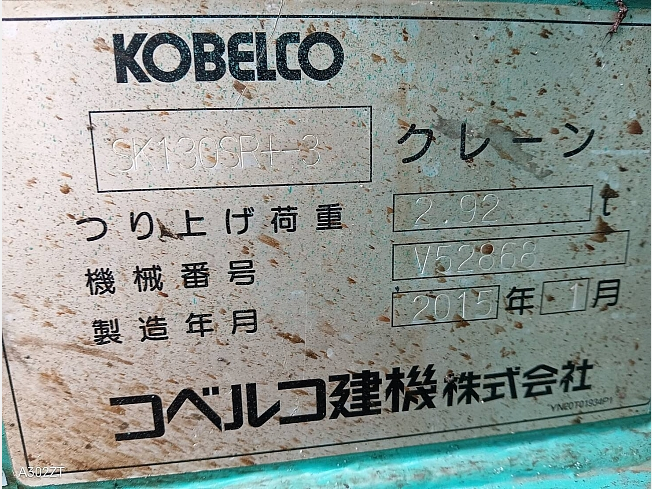 KOBELCO
SK130SR+-3 クレーン
つり上げ荷重 2.92 t
機械番号 V52868
製造年月 2015年 1月
コベルコ建機株式会社
YN20T01934P1
A302ZT